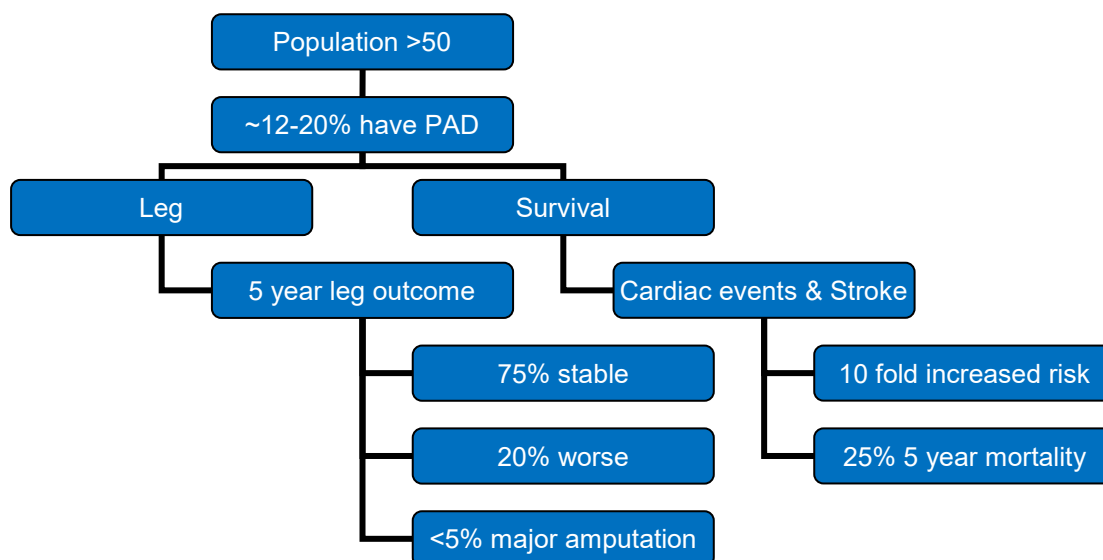 Population >50
~12-20% have PAD
Leg
Survival
5 year leg outcome
Cardiac events & Stroke
75% stable
10 fold increased risk
20% worse
25% 5 year mortality
<5% major amputation